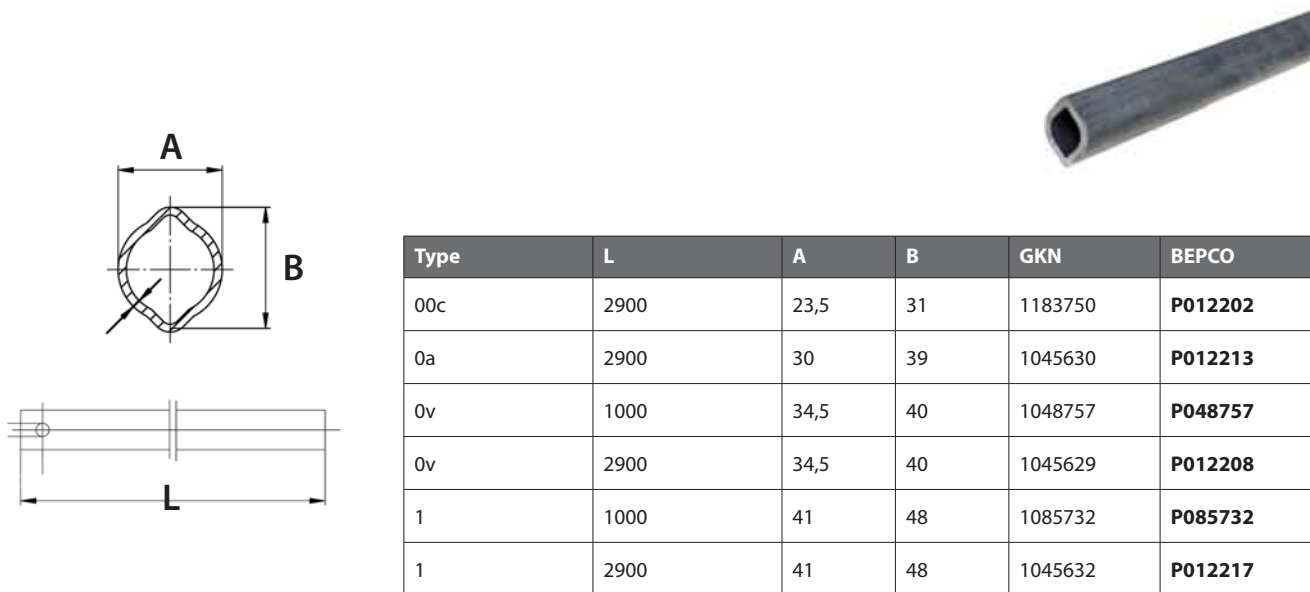 A
B
L
Type L A B GKN BEPCO
00c 2900 23,5 31 1183750 P012202
0a 2900 30 39 1045630 P012213
0v 1000 34,5 40 1048757 P048757
0v 2900 34,5 40 1045629 P012208
1 1000 41 48 1085732 P085732
1 2900 41 48 1045632 P012217